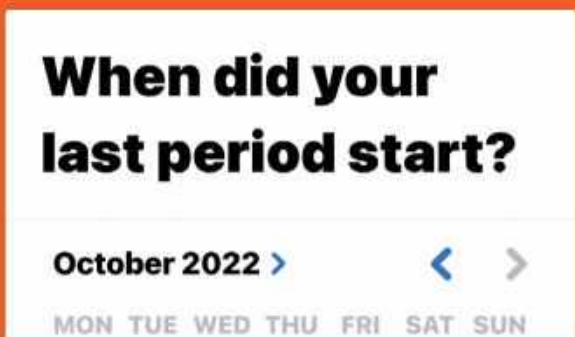 When did your
last period start?
October 2022 >
MON TUE WED THU FRI SAT SUN